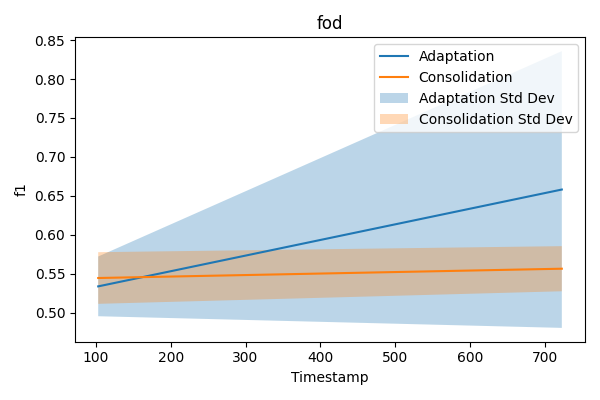 fod
0.85
0.80
0.75
0.70
0.65
0.60
0.55
0.50
f1
Adaptation
Consolidation
Adaptation Std Dev
Consolidation Std Dev
100 200 300 400 500 600 700
Timestamp